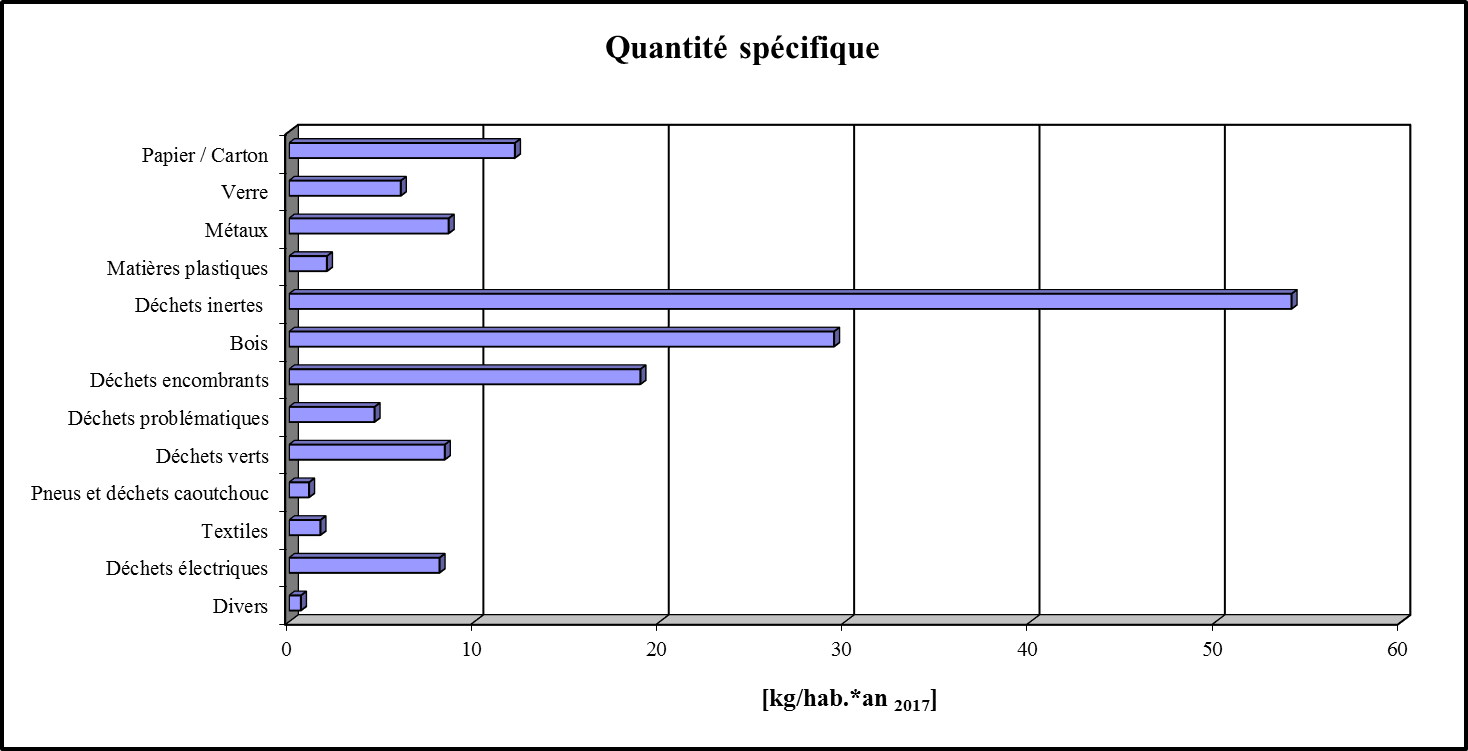 Quantité spécifique
Papier / Carton
Verre
Métaux
Matières plastiques
Déchets inertes
Bois
Déchets encombrants
Déchets problématiques
Déchets verts
Pneus et déchets caoutchouc
Textiles
Déchets électriques
Divers
0 10 20 30 40 50 60
[kg/hab.*an 2017]